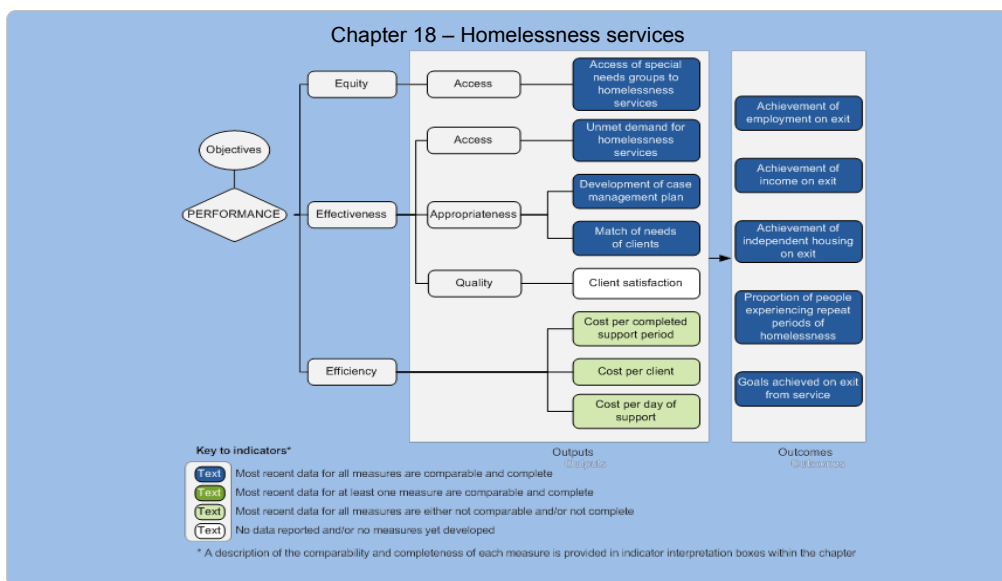 Chapter 18 – Homelessness services
Objectives
PERFORMANCE
Equity
Access
Access of special
needs groups to
homelessness
services
Effectiveness
Access
Unmet demand for
homelessness
services
Appropriateness
Development of case
management plan
Match of needs
of clients
Quality
Client satisfaction
Efficiency
Cost per completed
support period
Cost per client
Cost per day of
support
Outputs
Outputs
Achievement of
employment on exit
Achievement of
income on exit
Achievement of
independent housing
on exit
Proportion of people
experiencing repeat
periods of
homelessness
Goals achieved on exit
from service
Outcomes
Outcomes
Key to indicators*
Text Most recent data for all measures are comparable and complete
Text Most recent data for at least one measure are comparable and complete
Text Most recent data for all measures are either not comparable and/or not complete
Text No data reported and/or no measures yet developed
* A description of the comparability and completeness of each measure is provided in indicator interpretation boxes within the chapter